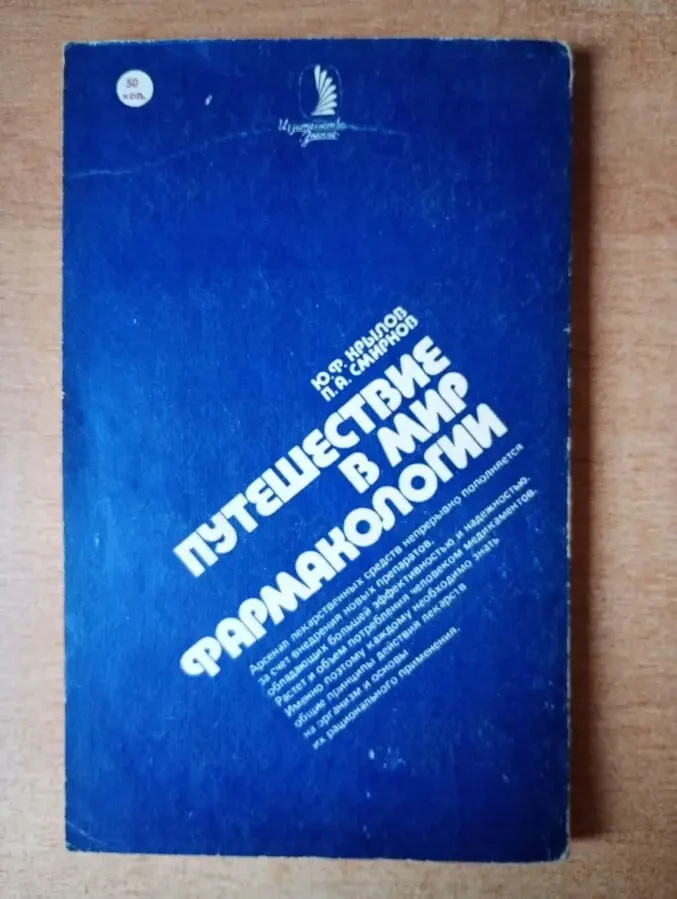 50
коп.
Издательство
Знание
Ю.Ф. КРЫЛОВ
П.А. СМИРНОВ
ПУТЕШЕСТВИЕ
В МИР
ФАРМАКОЛОГИИ
Арсенал лекарственных средств непрерывно пополняется
за счет внедрения новых препаратов,
обладающих большей эффективностью и надежностью.
Растет и объем потребления человеком медикаментов.
Именно поэтому каждому необходимо знать
общие принципы действия лекарств
на организм и основы
их рационального применения.